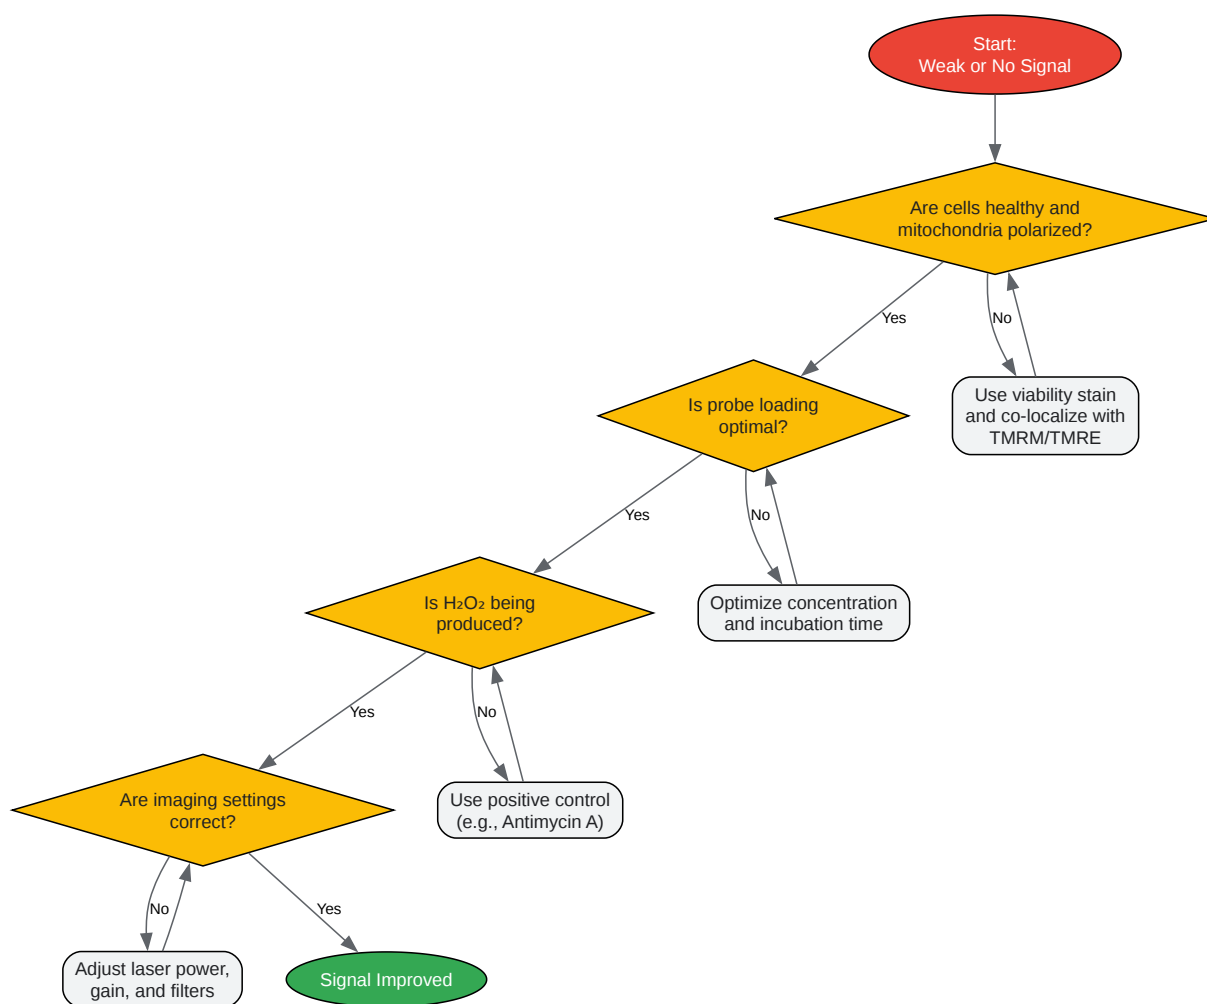 Start:
Weak or No Signal
Are cells healthy and
mitochondria polarized?
Yes
No
Is probe loading
optimal?
Use viability stain
and co-localize with
TMRM/TMRE
Yes
No
Is H₂O₂ being
produced?
Optimize concentration
and incubation time
Yes
No
Are imaging settings
correct?
Use positive control
(e.g., Antimycin A)
No
Yes
Adjust laser power,
gain, and filters
Signal Improved